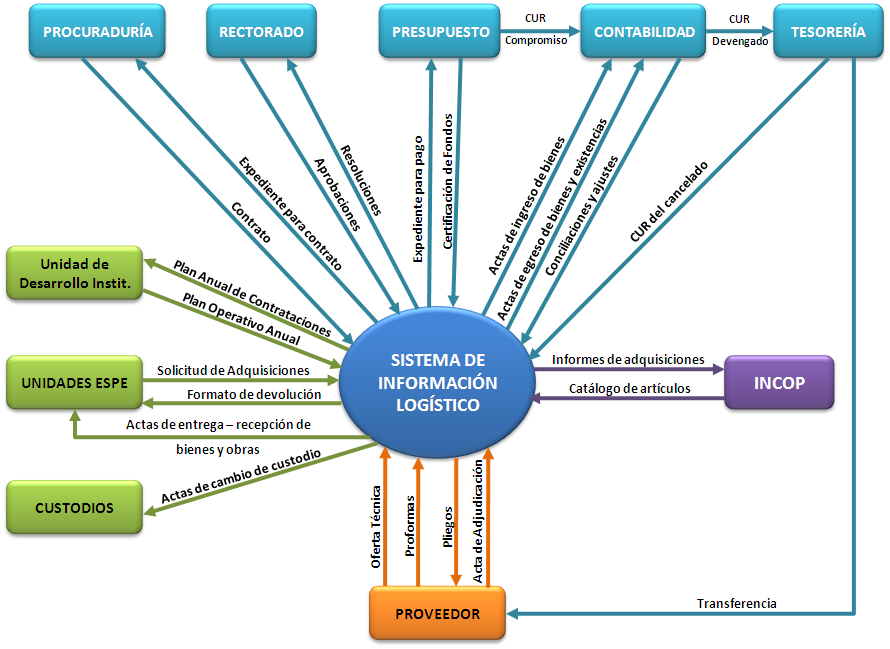 PROCURADURÍA
RECTORADO
PRESUPUESTO
CUR
Compromiso
CONTABILIDAD
CUR
Devengado
TESORERÍA
Contrato
Expediente para contrato
Aprobaciones
Resoluciones
Expediente para pago
Certificación de Fondos
Actas de ingreso de bienes
Actas de egreso de bienes y existencias
Conciliaciones y ajustes
CUR del cancelado
Unidad de
Desarrollo Instit.
Plan Anual de Contrataciones
Plan Operativo Anual
UNIDADES ESPE
Solicitud de Adquisiciones
Formato de devolución
Actas de entrega – recepción de
bienes y obras
Actas de cambio de custodio
CUSTODIOS
SISTEMA DE
INFORMACIÓN
LOGÍSTICO
Informes de adquisiciones
Catálogo de artículos
INCOP
Oferta Técnica
Proformas
Pliegos
Acta de Adjudicación
PROVEEDOR
Transferencia